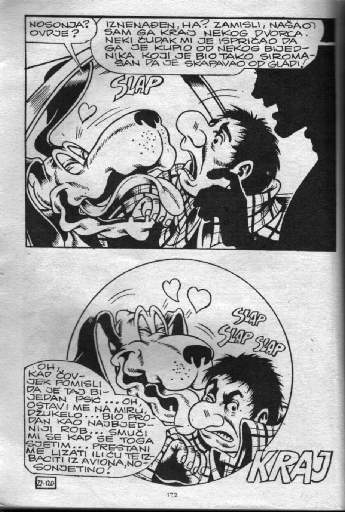 NOSONJA?
OVDJE?
IZNENAĐEN, HA? ZAMISLI, NAŠAO
SAM GA KRAJ NEKOG DVORCA.
NEKI ČUDAK MI JE ISPRIČAO DA
GA JE KUPIO OD NEKOG BIJED-
NIKA KOJI JE BIO TAKO SIROMA-
ŠAN DA JE SKAPAVAO OD GLADI!
SLAP
SLAP
SLAP SLAP
OH,
KAD ČOV-
JEK POMISLI
DA JE TAJ BI-
JEDAN PSIĆ... OH,
OSTAVI ME NA MIRU,
DŽUKELO... BIO PRO-
DAN KAO NAJBJED-
NIJI ROB... SMUČI
MI SE KAD SE TOGA
SJETIM... PRESTANI
ME LIZATI ILI ĆU TE IZ-
BACITI IZ AVIONA, NO-
SONJETINO!
KRAJ
172